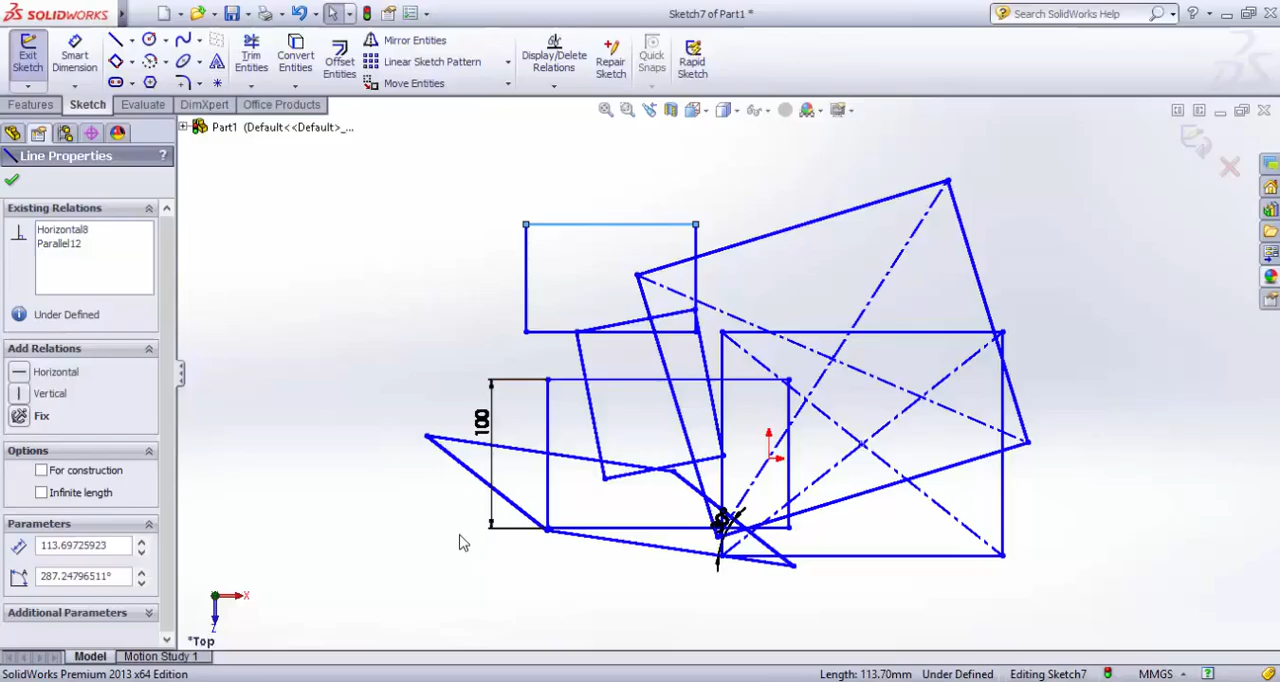 SOLIDWORKS
Sketch7 of Part1 *
Search SolidWorks Help
Exit Sketch
Smart Dimension
Trim Entities
Convert Entities
Offset Entities
Mirror Entities
Linear Sketch Pattern
Move Entities
Display/Delete Relations
Repair Sketch
Quick Snaps
Rapid Sketch
Features
Sketch
Evaluate
DimXpert
Office Products
Part1 (Default<<Default>_...
Line Properties
?
Existing Relations
Horizontal8
Parallel12
Under Defined
Add Relations
Horizontal
Vertical
Fix
Options
For construction
Infinite length
Parameters
113.69725923
287.24796511°
Additional Parameters
100
X
Z
*Top
Model
Motion Study 1
SolidWorks Premium 2013 x64 Edition
Length: 113.70mm
Under Defined
Editing Sketch7
MMGS
?